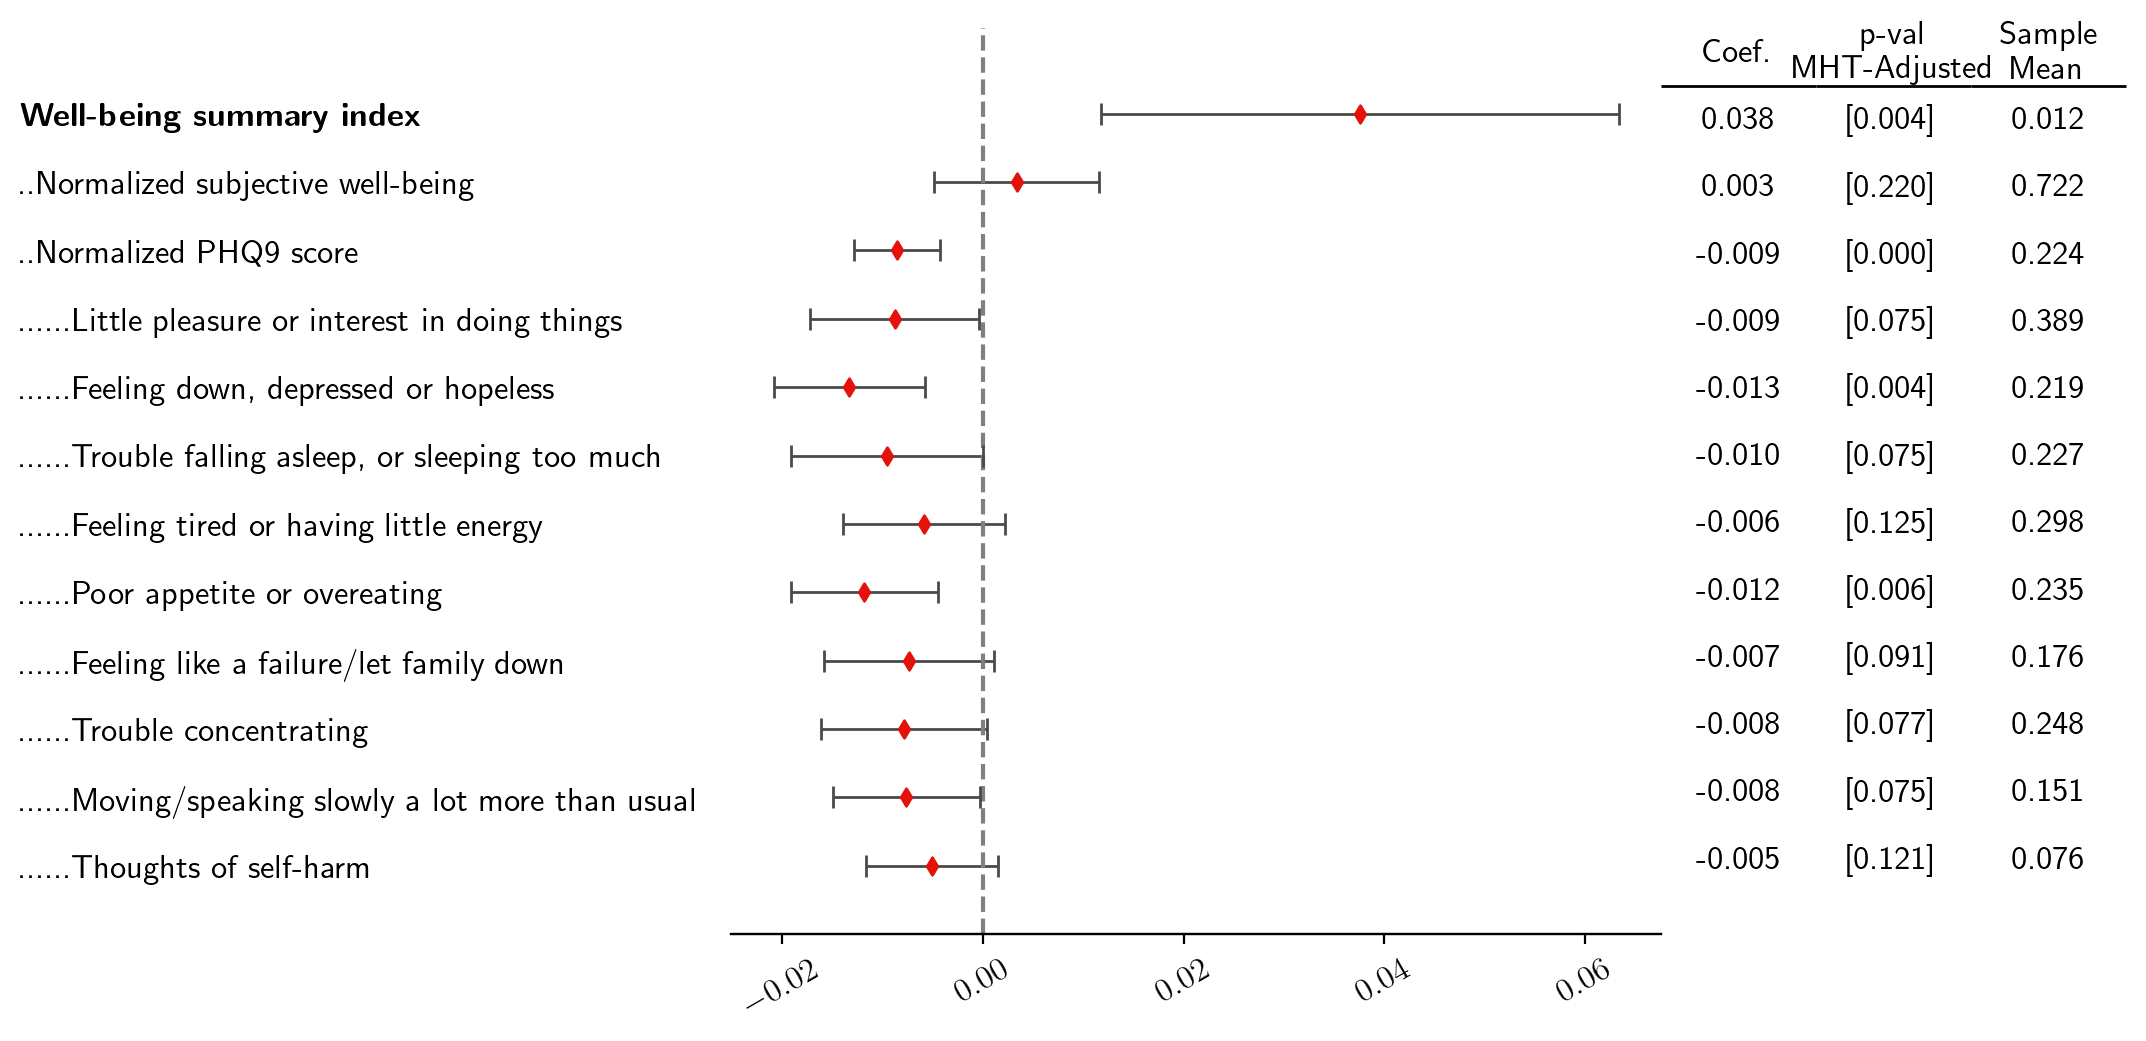 Coef. p-val MHT-Adjusted Sample Mean
Well-being summary index 0.038 [0.004] 0.012
..Normalized subjective well-being 0.003 [0.220] 0.722
..Normalized PHQ9 score -0.009 [0.000] 0.224
......Little pleasure or interest in doing things -0.009 [0.075] 0.389
......Feeling down, depressed or hopeless -0.013 [0.004] 0.219
......Trouble falling asleep, or sleeping too much -0.010 [0.075] 0.227
......Feeling tired or having little energy -0.006 [0.125] 0.298
......Poor appetite or overeating -0.012 [0.006] 0.235
......Feeling like a failure/let family down -0.007 [0.091] 0.176
......Trouble concentrating -0.008 [0.077] 0.248
......Moving/speaking slowly a lot more than usual -0.008 [0.075] 0.151
......Thoughts of self-harm -0.005 [0.121] 0.076
−0.02 0.00 0.02 0.04 0.06